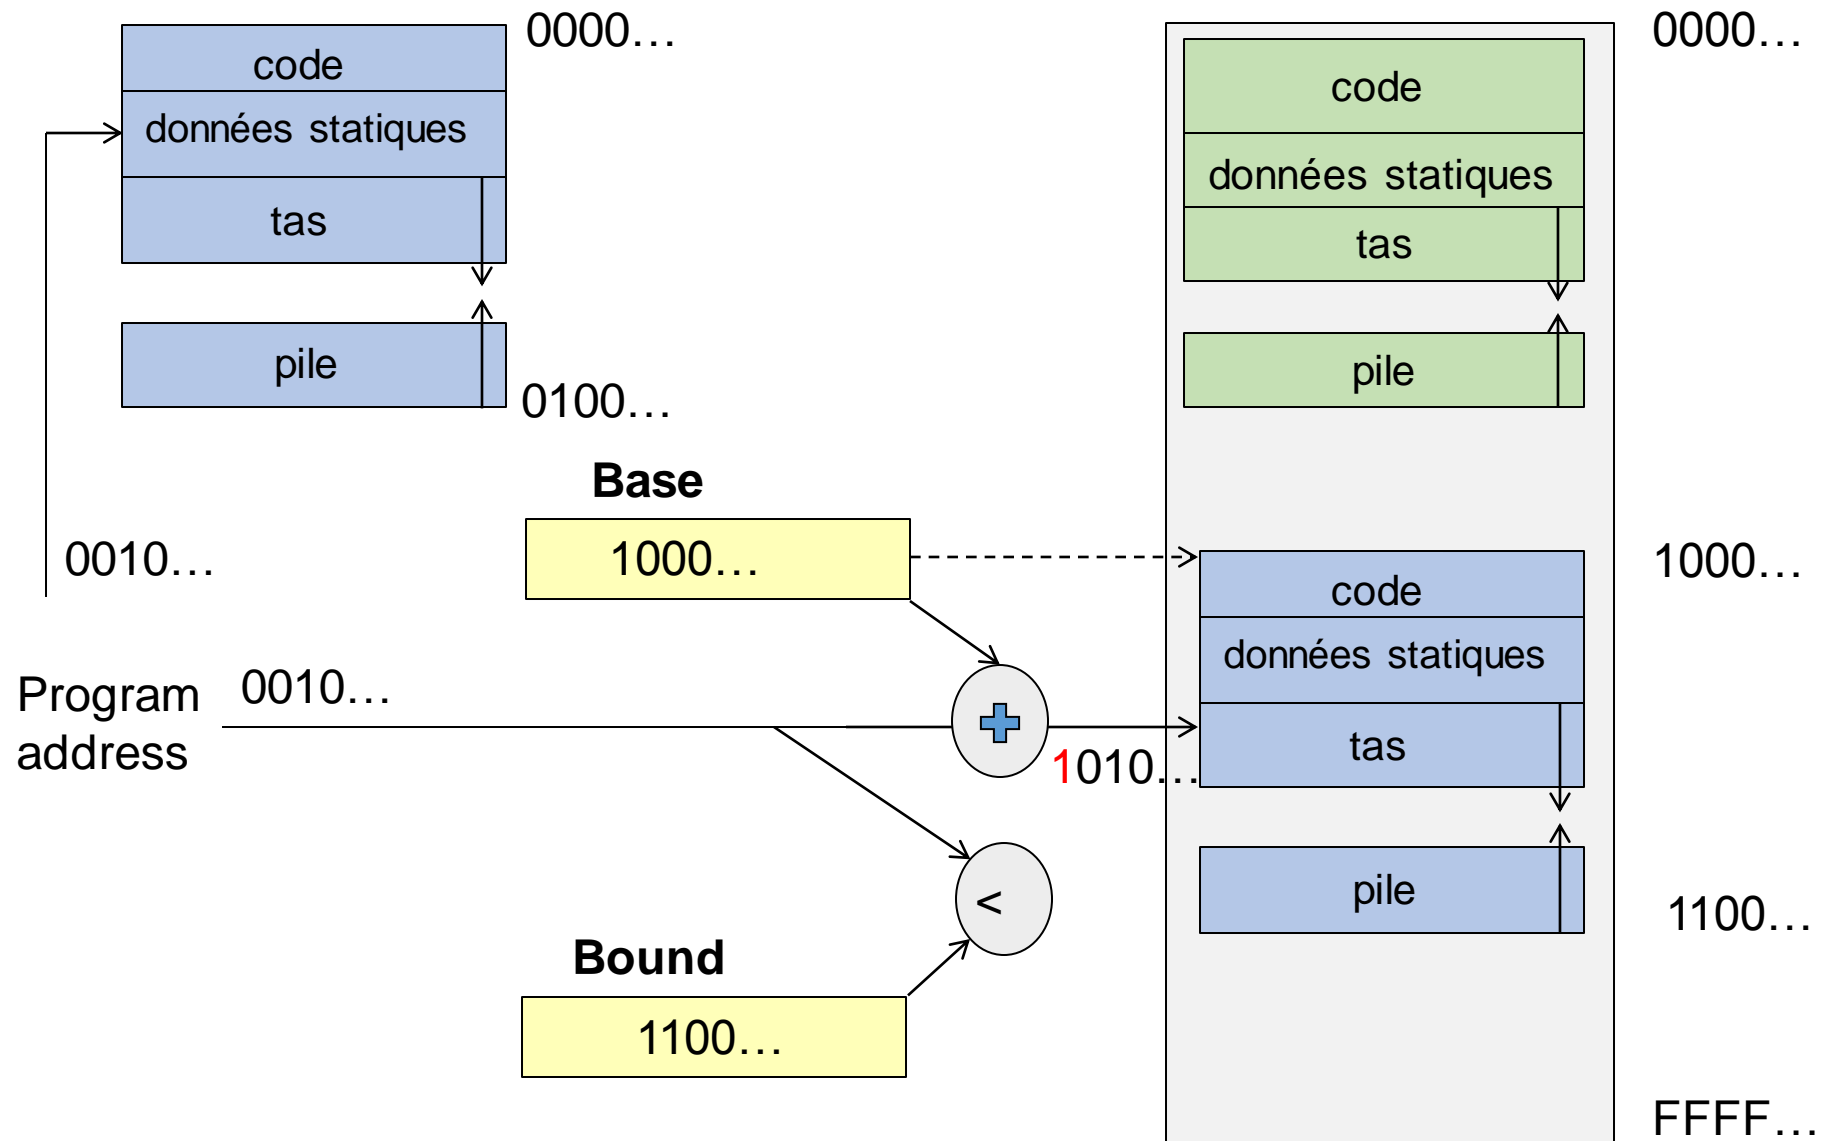 0000…
code
données statiques
tas
pile
0100…
0010…
Base
1000…
Program
address
0010…
1010…
<
Bound
1100…
0000…
code
données statiques
tas
pile
1000…
code
données statiques
tas
pile
1100…
FFFF…